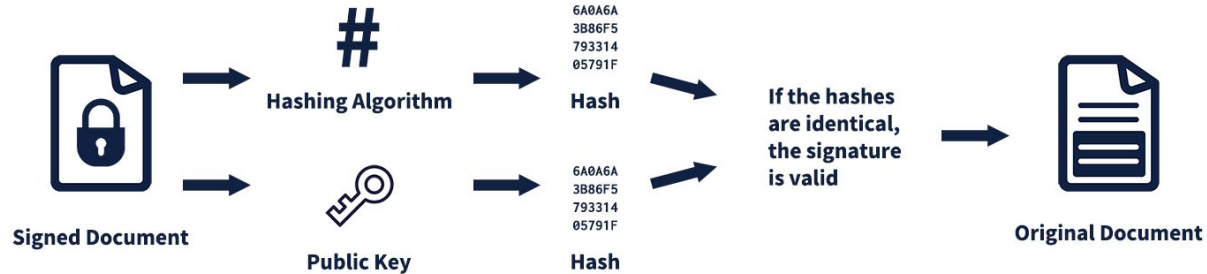 Signed Document
#
Hashing Algorithm
6A0A6A
3B86F5
793314
05791F
Hash
Public Key
6A0A6A
3B86F5
793314
05791F
Hash
If the hashes
are identical,
the signature
is valid
Original Document